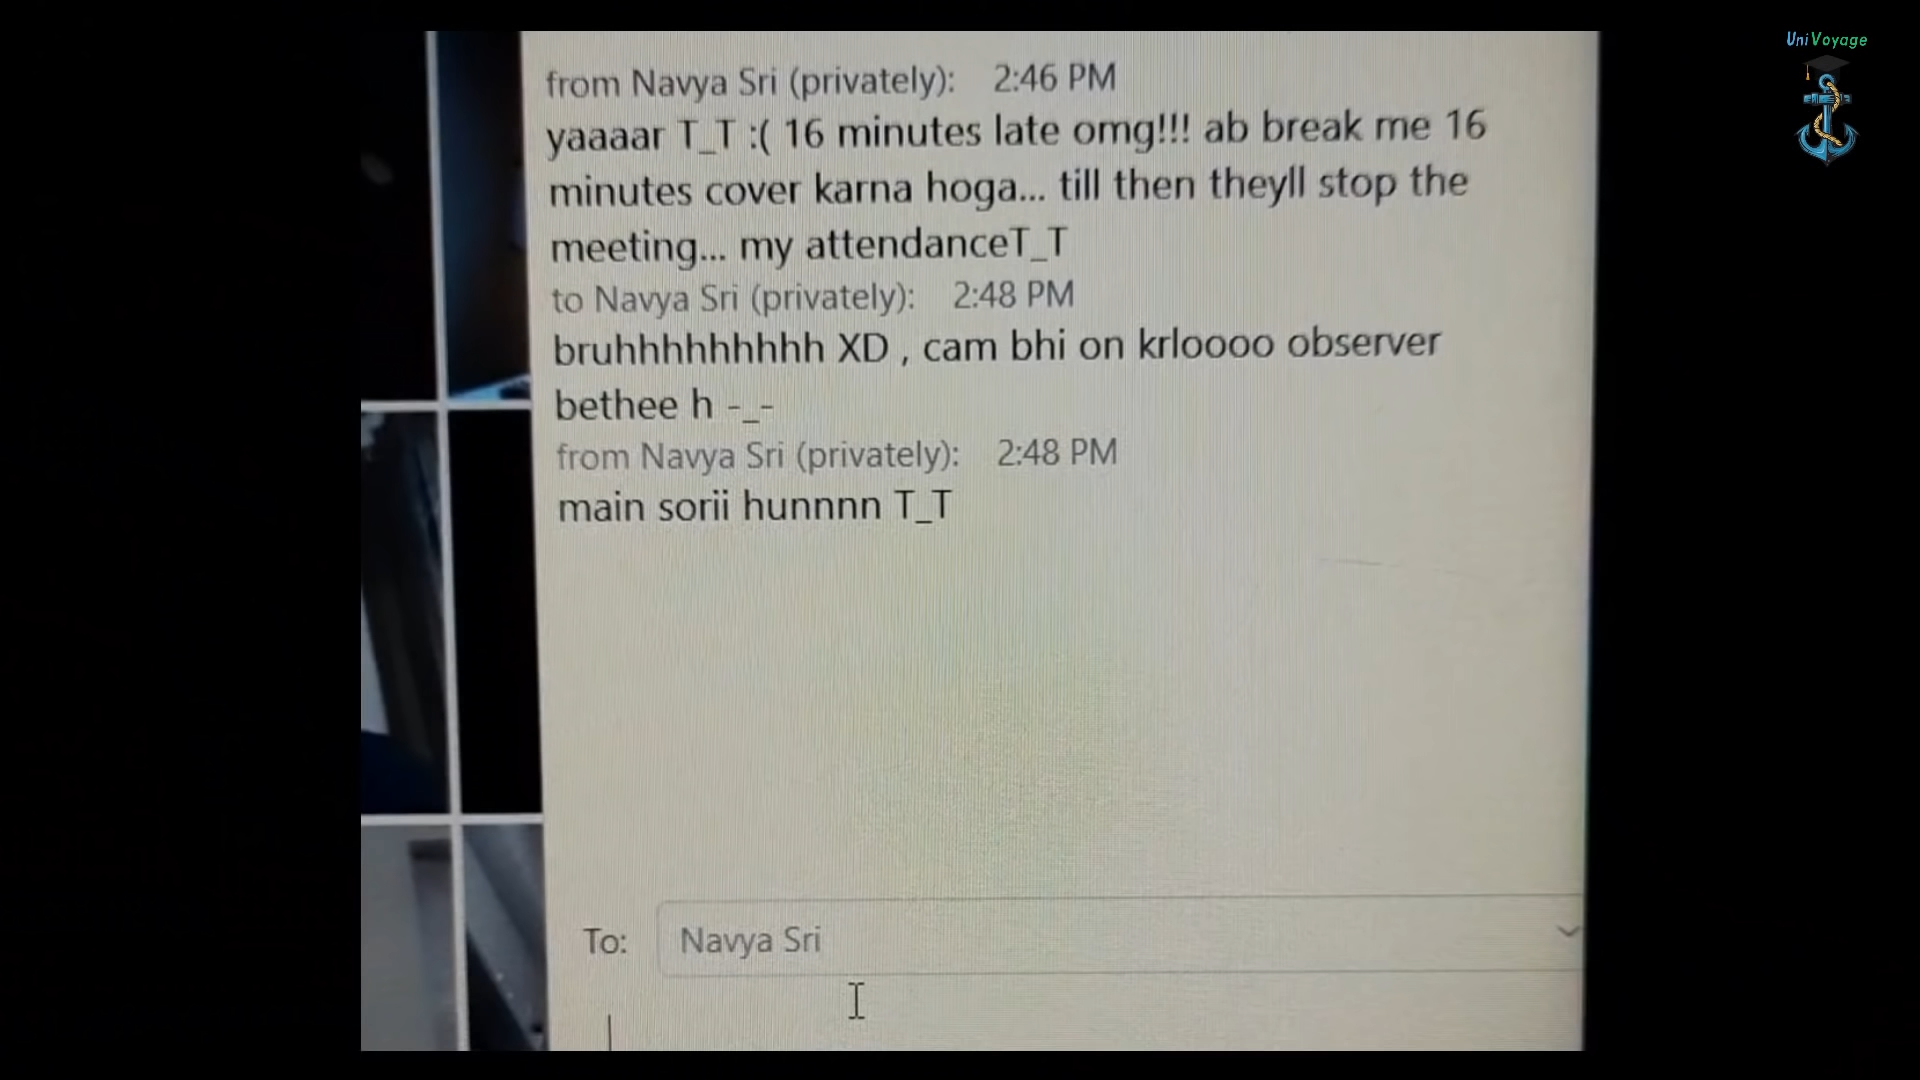 UniVoyage
from Navya Sri (privately): 2:46 PM
yaaaar T_T :( 16 minutes late omg!!! ab break me 16
minutes cover karna hoga... till then theyll stop the
meeting... my attendanceT_T
to Navya Sri (privately): 2:48 PM
bruhhhhhhhhhh XD , cam bhi on krloooo observer
bethee h -_-
from Navya Sri (privately): 2:48 PM
main sorii hunnnn T_T
To: Navya Sri